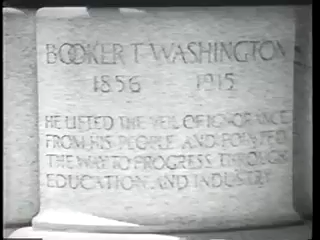 BOOKER T WASHINGTON
1856 1915
HE LIFTED THE VEIL OF IGNORANCE
FROM HIS PEOPLE AND POINTED
THE WAY TO PROGRESS THROUGH
EDUCATION AND INDUSTRY